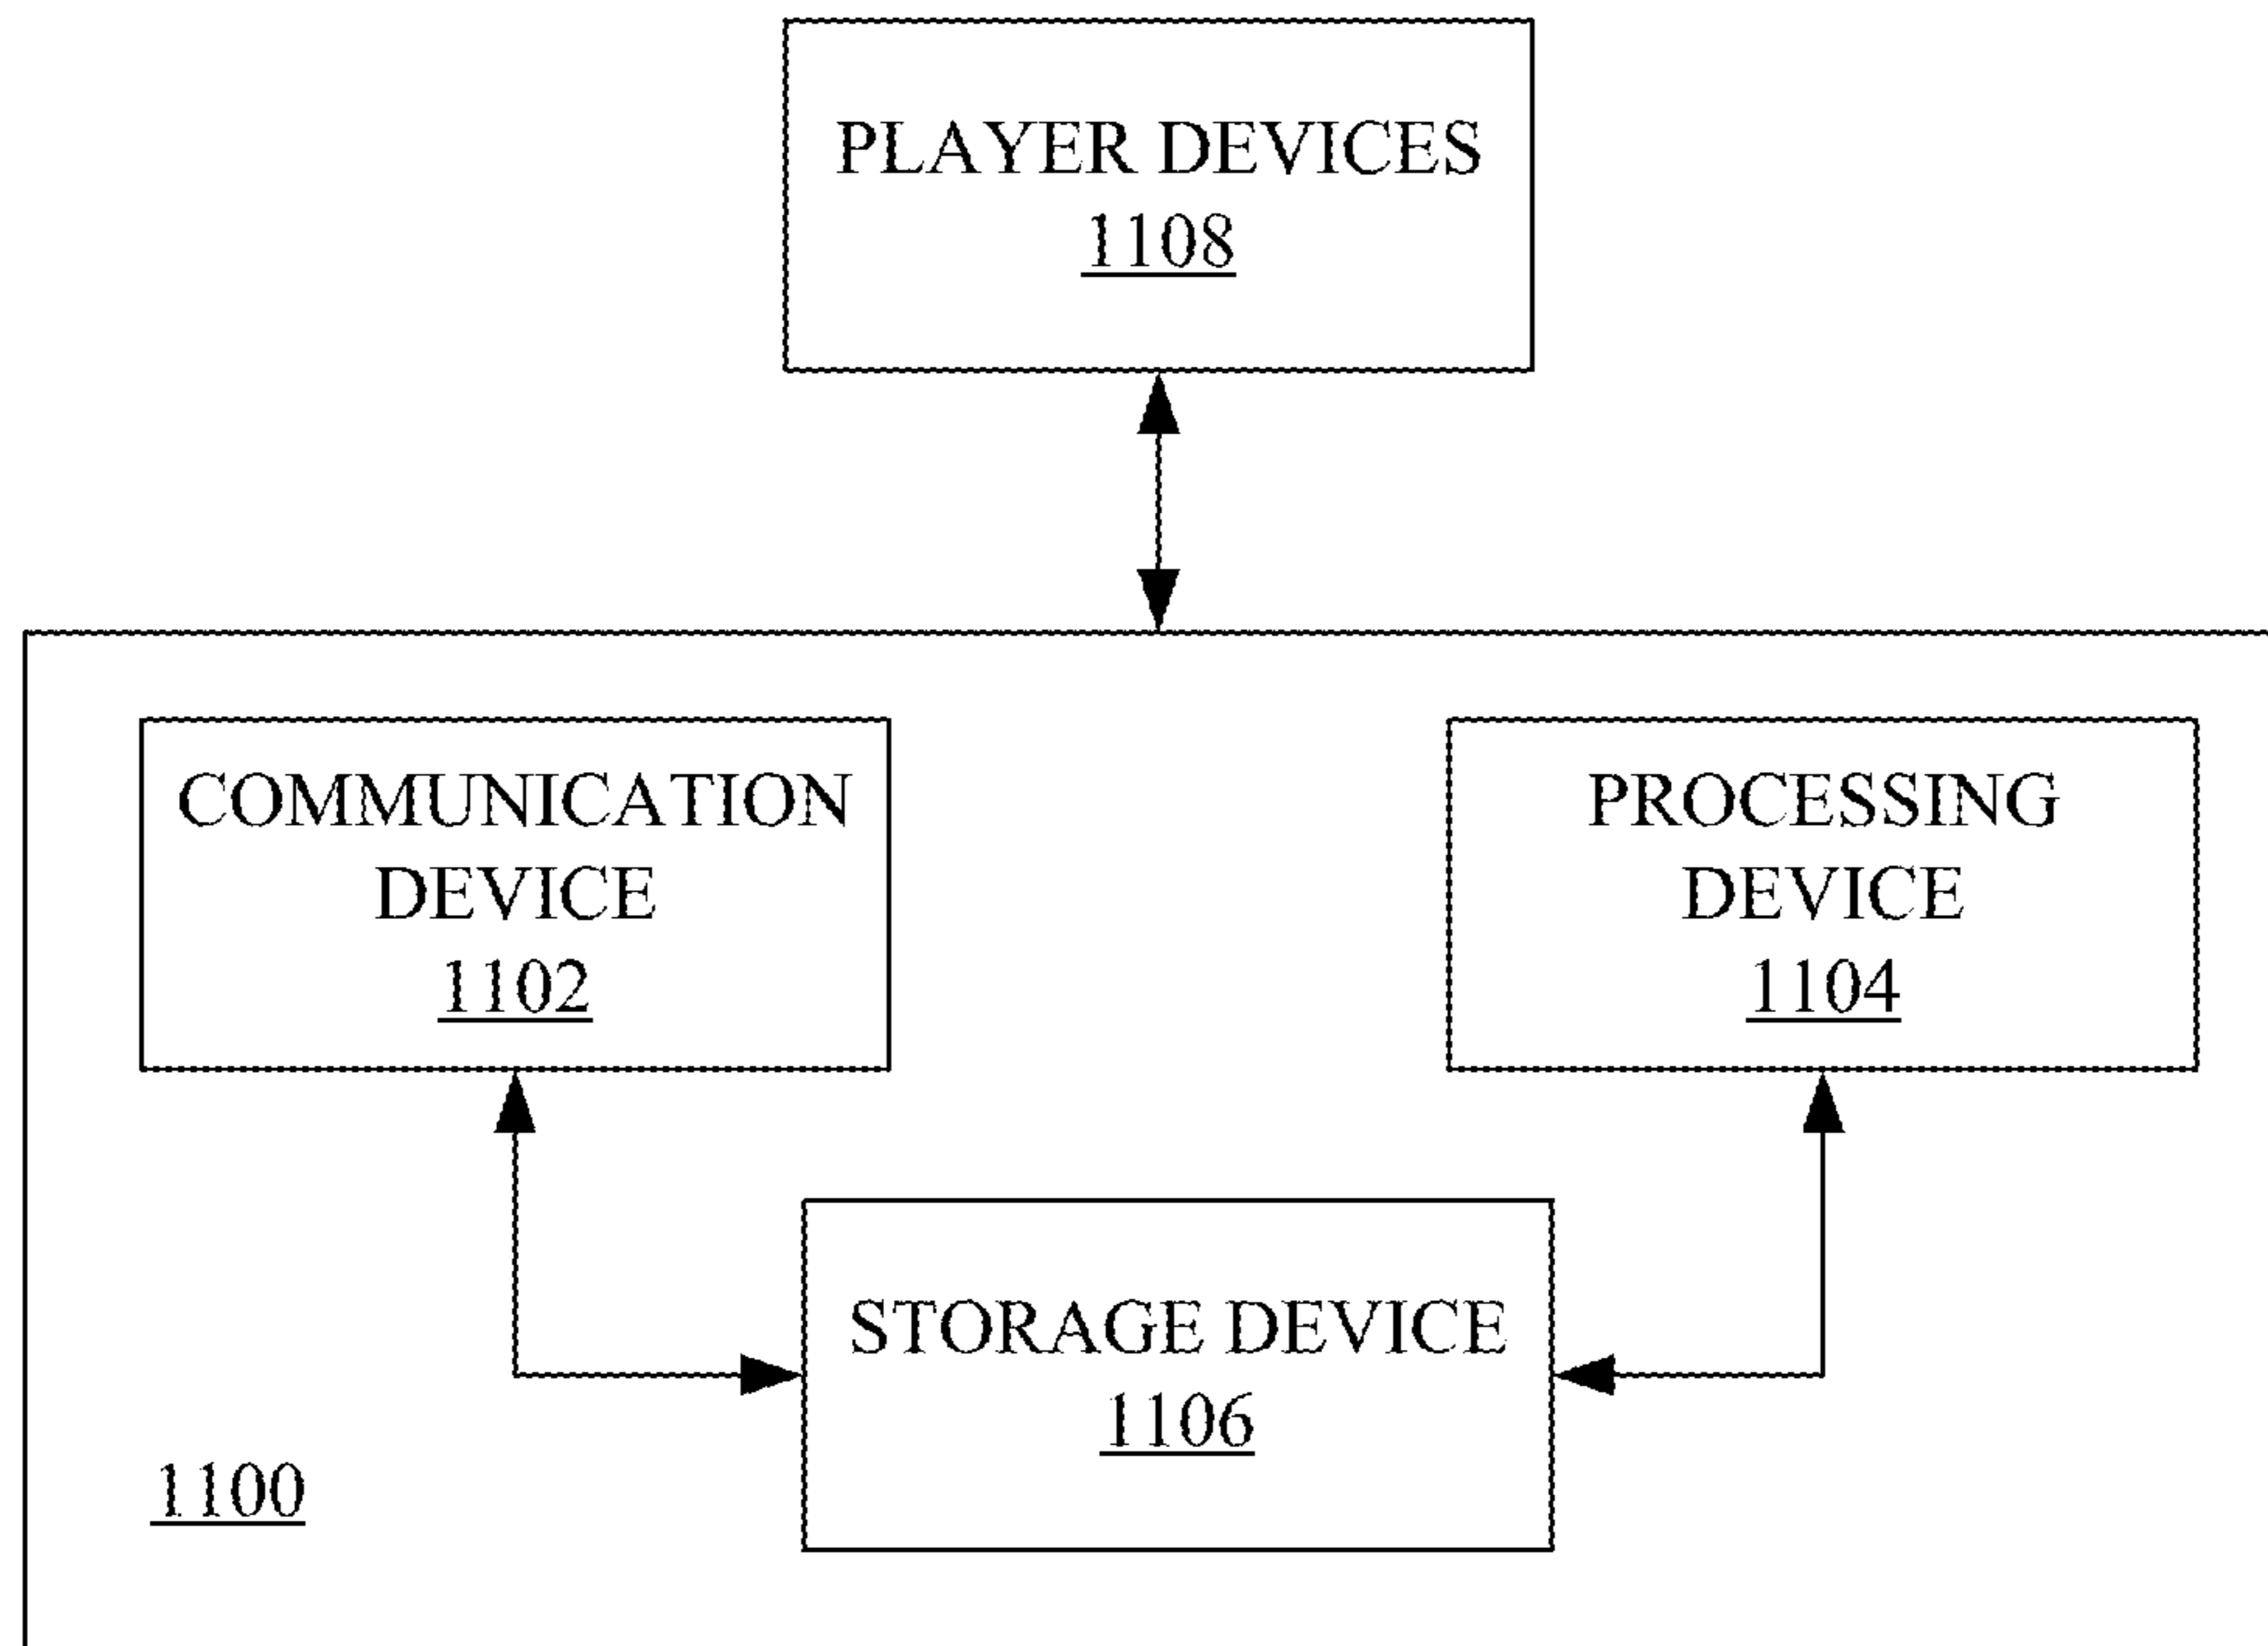 PLAYER DEVICES
1108
COMMUNICATION
DEVICE
1102
PROCESSING
DEVICE
1104
STORAGE DEVICE
1106
1100